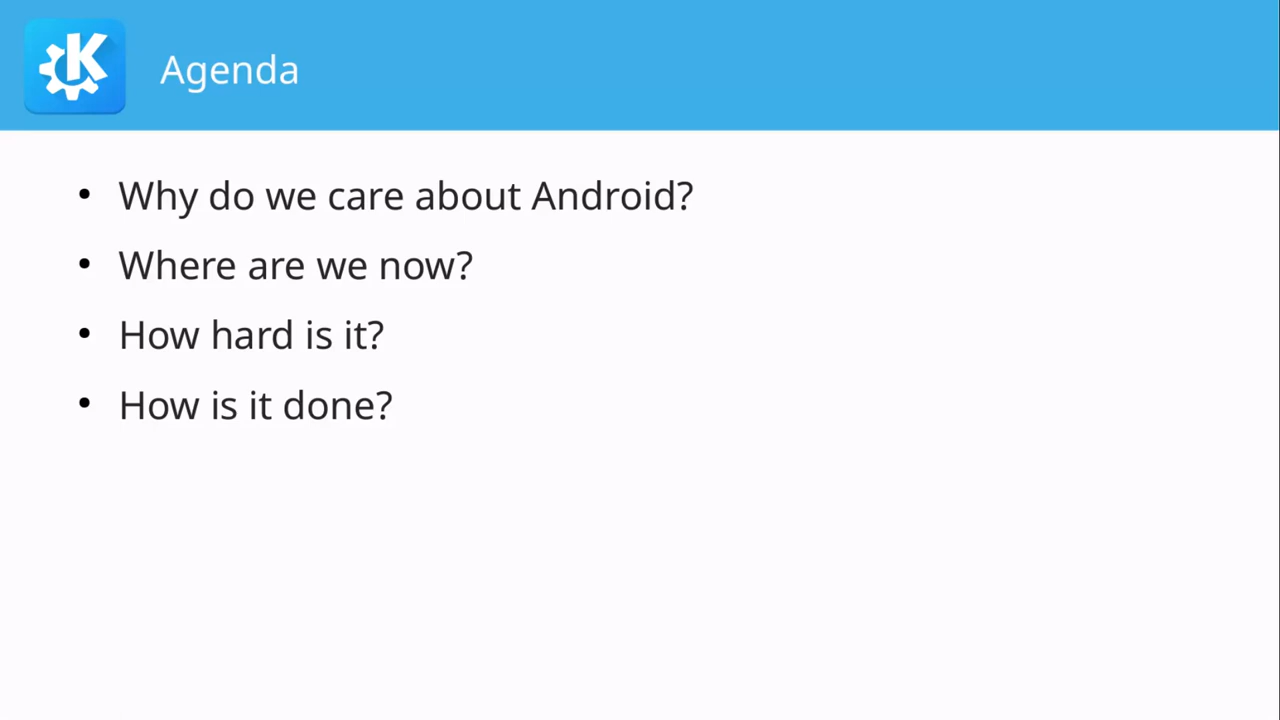 Agenda
• Why do we care about Android?
• Where are we now?
• How hard is it?
• How is it done?